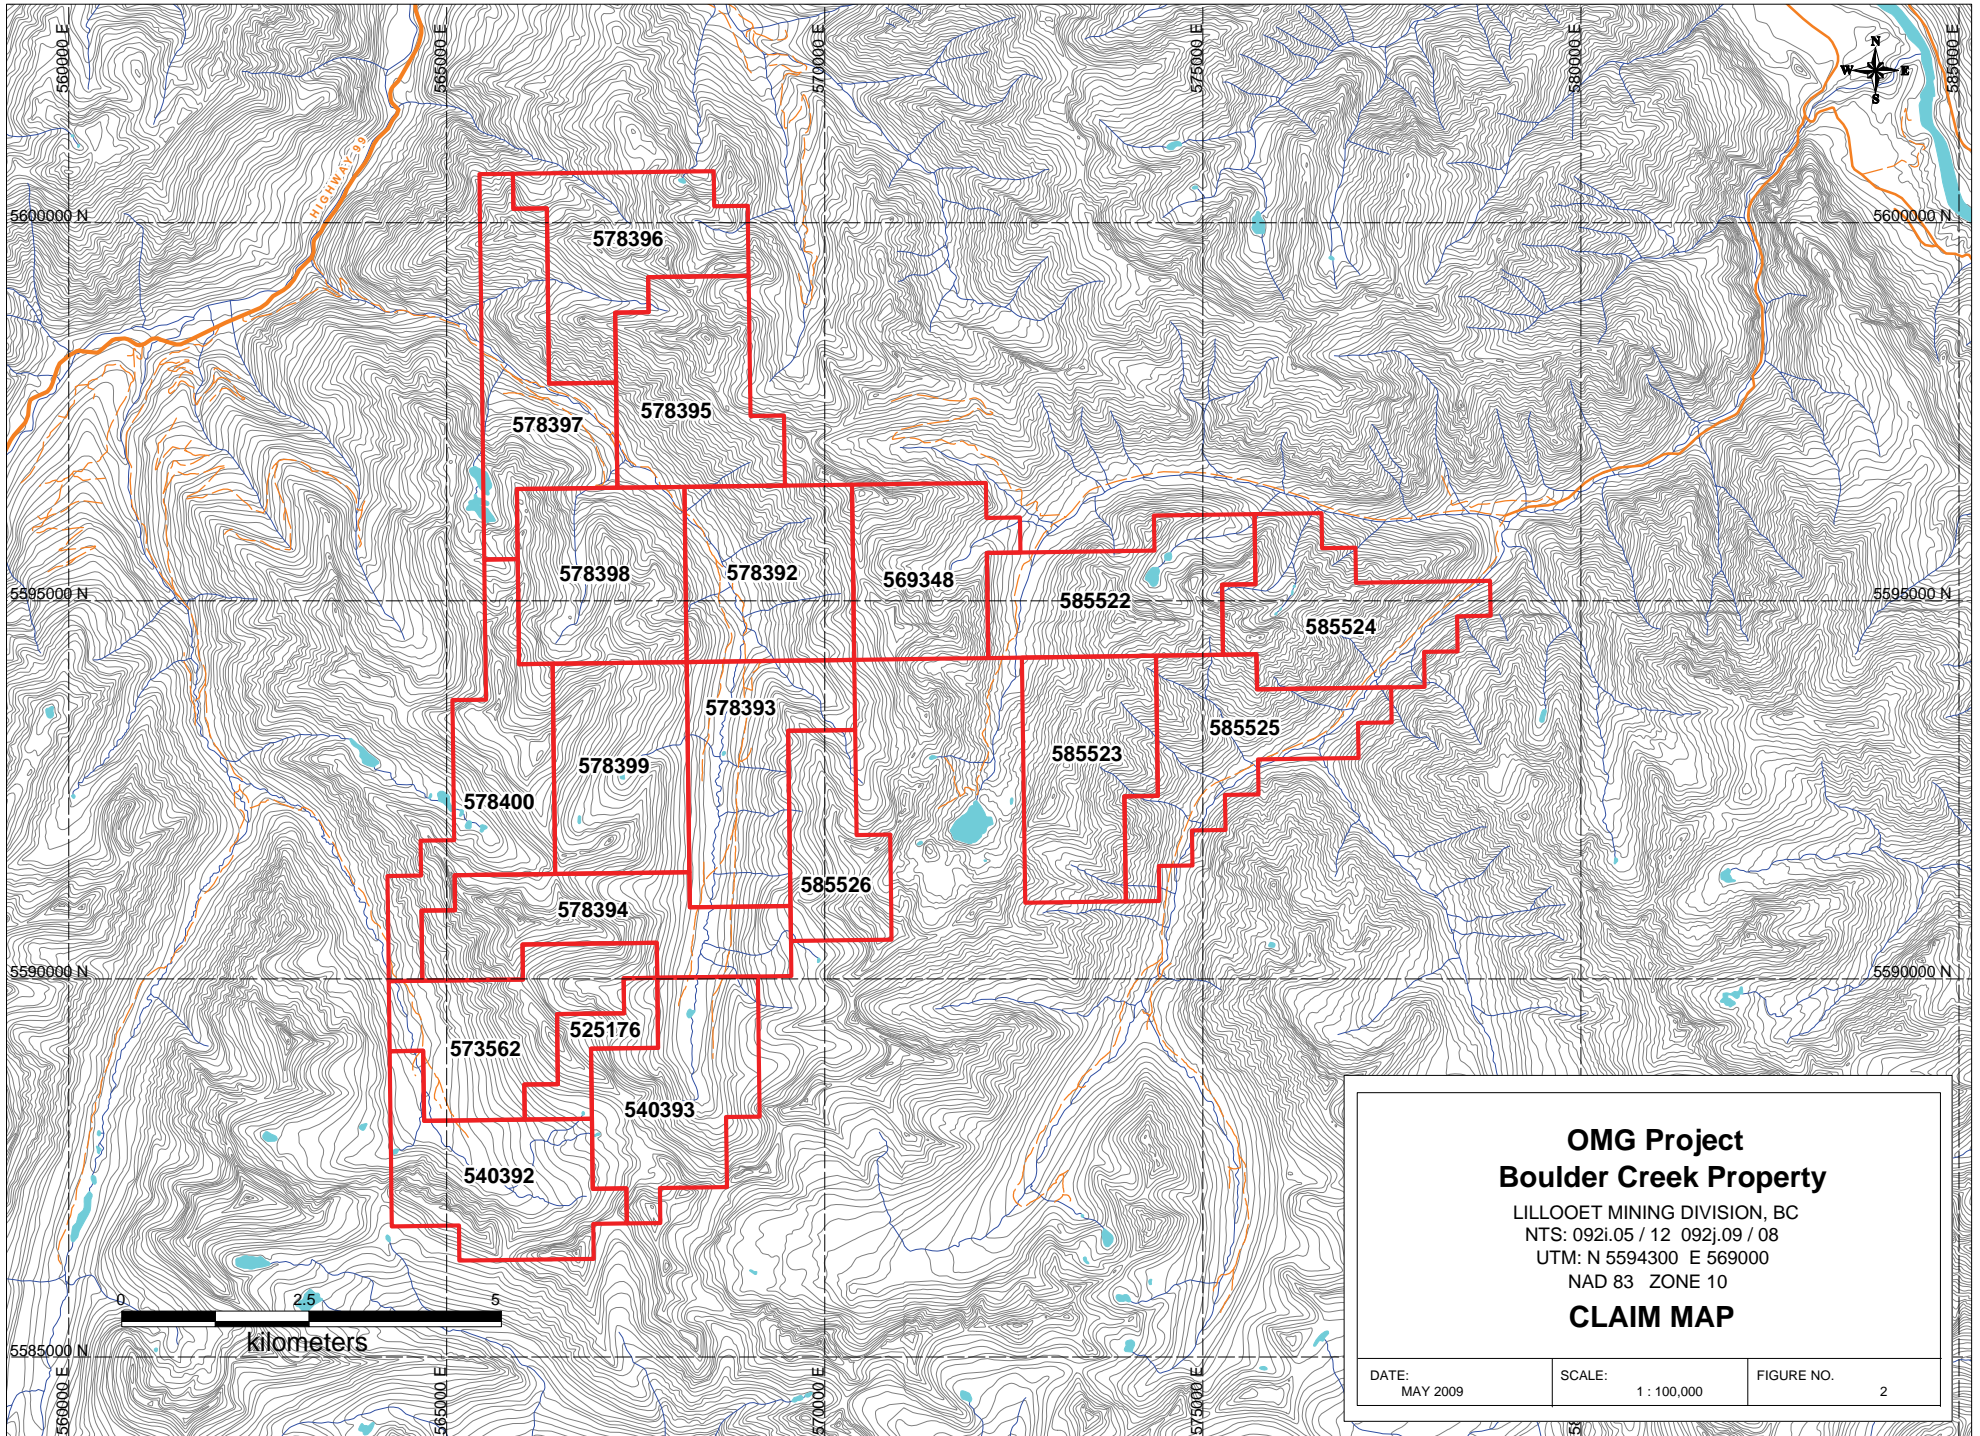 560000 E
565000 E
570000 E
575000 E
580000 E
585000 E
N
W E
S
HIGHWAY 99
5600000 N
5600000 N
578396
578397
578395
578398
578392
569348
5595000 N
5595000 N
585522
585524
578393
585525
585523
578399
578400
585526
578394
5590000 N
5590000 N
525176
573562
540393
540392
0 2.5 5
kilometers
5585000 N
560000 E
565000 E
570000 E
575000 E
OMG Project
Boulder Creek Property
LILLOOET MINING DIVISION, BC
NTS: 092i.05 / 12 092j.09 / 08
UTM: N 5594300 E 569000
NAD 83 ZONE 10
CLAIM MAP
DATE:
MAY 2009
SCALE:
1 : 100,000
FIGURE NO.
2